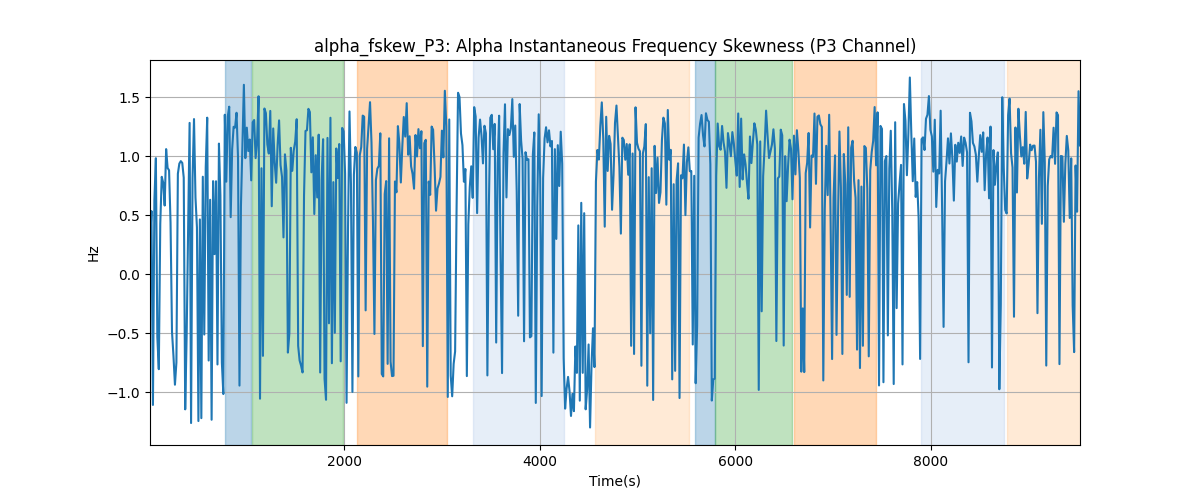 alpha_fskew_P3: Alpha Instantaneous Frequency Skewness (P3 Channel)
1.5
1.0
0.5
0.0
−0.5
−1.0
Hz
2000 4000 6000 8000
Time(s)